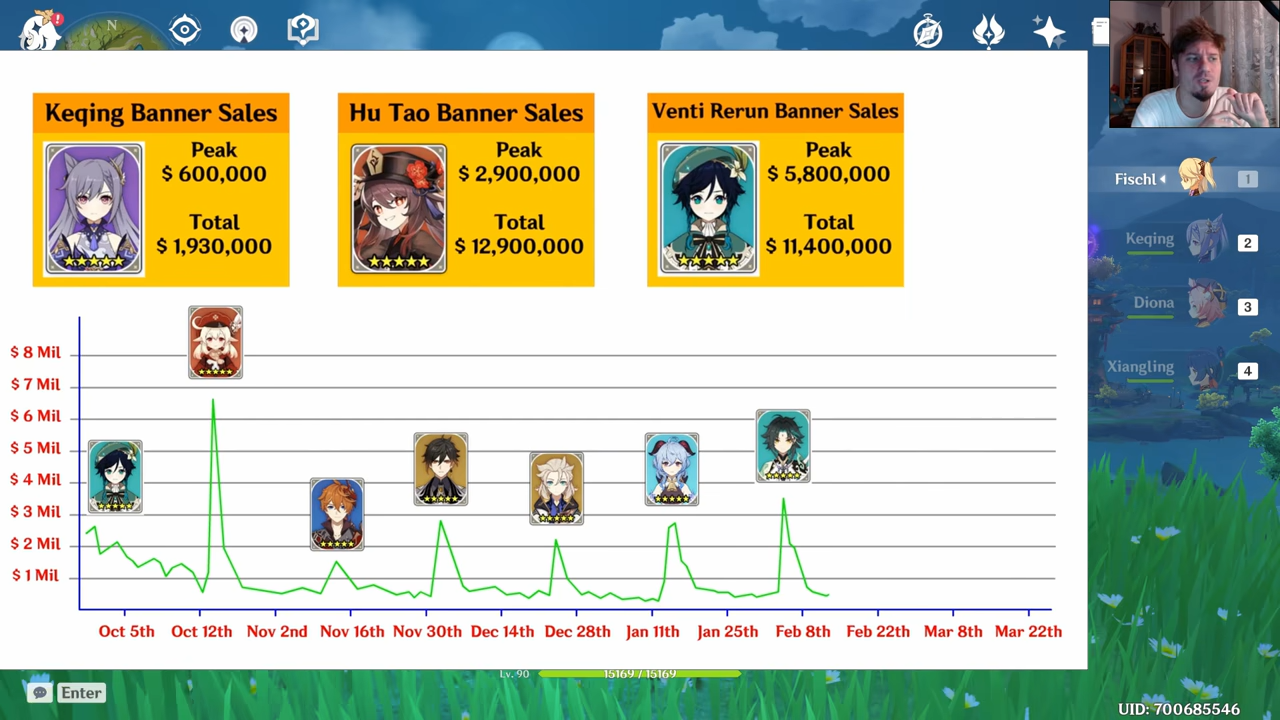 N
Keqing Banner Sales
Peak
$ 600,000
Total
$ 1,930,000
Hu Tao Banner Sales
Peak
$ 2,900,000
Total
$ 12,900,000
Venti Rerun Banner Sales
Peak
$ 5,800,000
Total
$ 11,400,000
Fischl
1
Keqing
2
Diona
3
Xiangling
4
$ 8 Mil
$ 7 Mil
$ 6 Mil
$ 5 Mil
$ 4 Mil
$ 3 Mil
$ 2 Mil
$ 1 Mil
Oct 5th Oct 12th Nov 2nd Nov 16th Nov 30th Dec 14th Dec 28th Jan 11th Jan 25th Feb 8th Feb 22th Mar 8th Mar 22th
Lv. 90 15169 / 15169
Enter
UID: 700685546